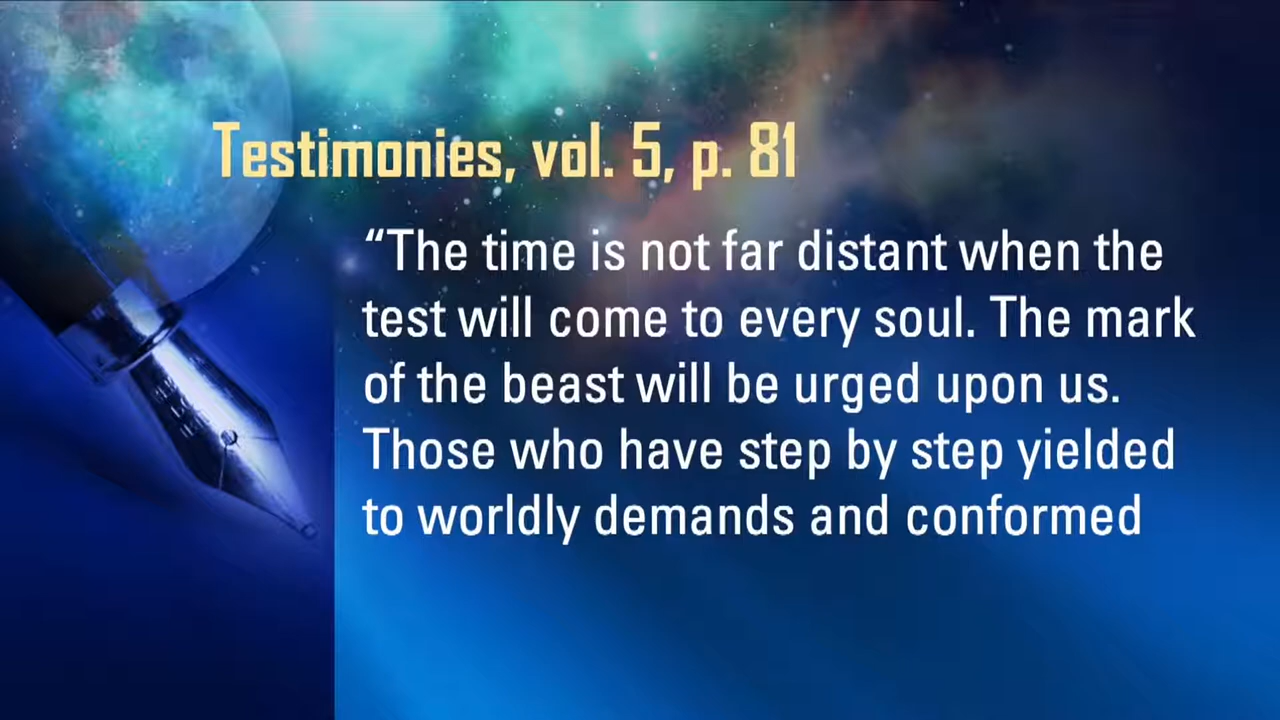 Testimonies, vol. 5, p. 81
“The time is not far distant when the
test will come to every soul. The mark
of the beast will be urged upon us.
Those who have step by step yielded
to worldly demands and conformed